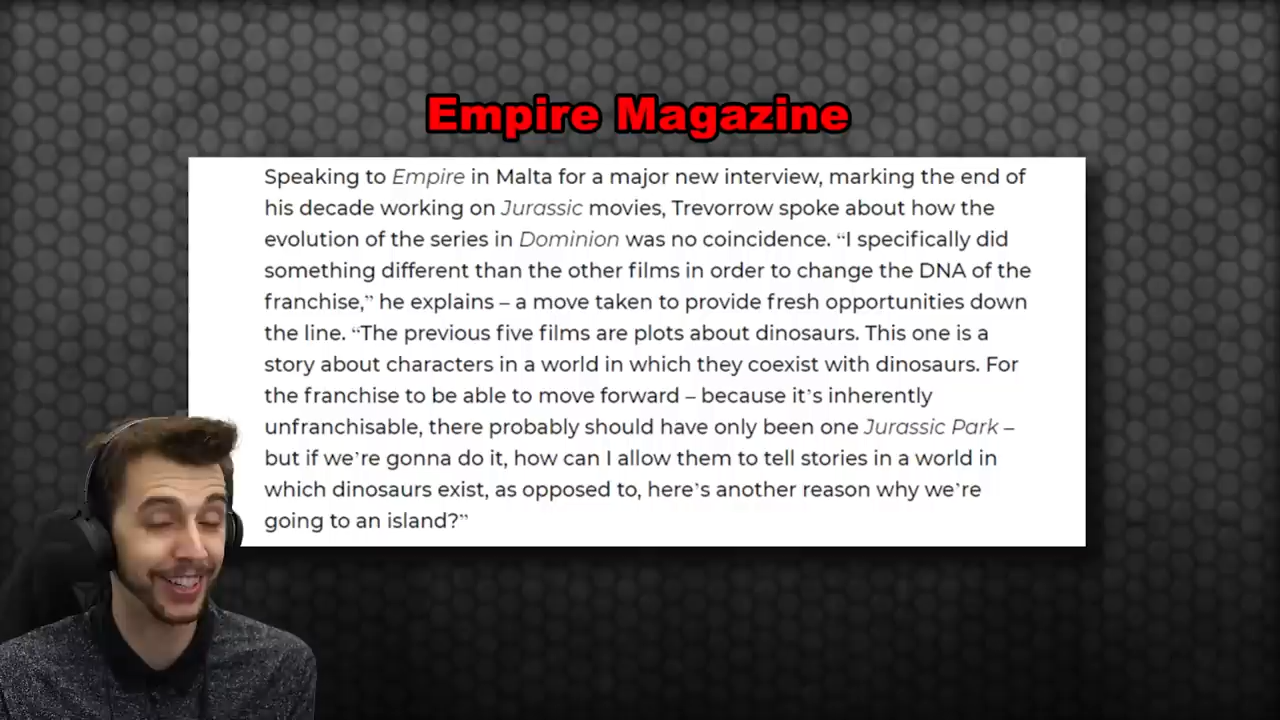 Empire Magazine
Speaking to Empire in Malta for a major new interview, marking the end of
his decade working on Jurassic movies, Trevorrow spoke about how the
evolution of the series in Dominion was no coincidence. “I specifically did
something different than the other films in order to change the DNA of the
franchise,” he explains – a move taken to provide fresh opportunities down
the line. “The previous five films are plots about dinosaurs. This one is a
story about characters in a world in which they coexist with dinosaurs. For
the franchise to be able to move forward – because it’s inherently
unfranchisable, there probably should have only been one Jurassic Park –
but if we’re gonna do it, how can I allow them to tell stories in a world in
which dinosaurs exist, as opposed to, here’s another reason why we’re
going to an island?”